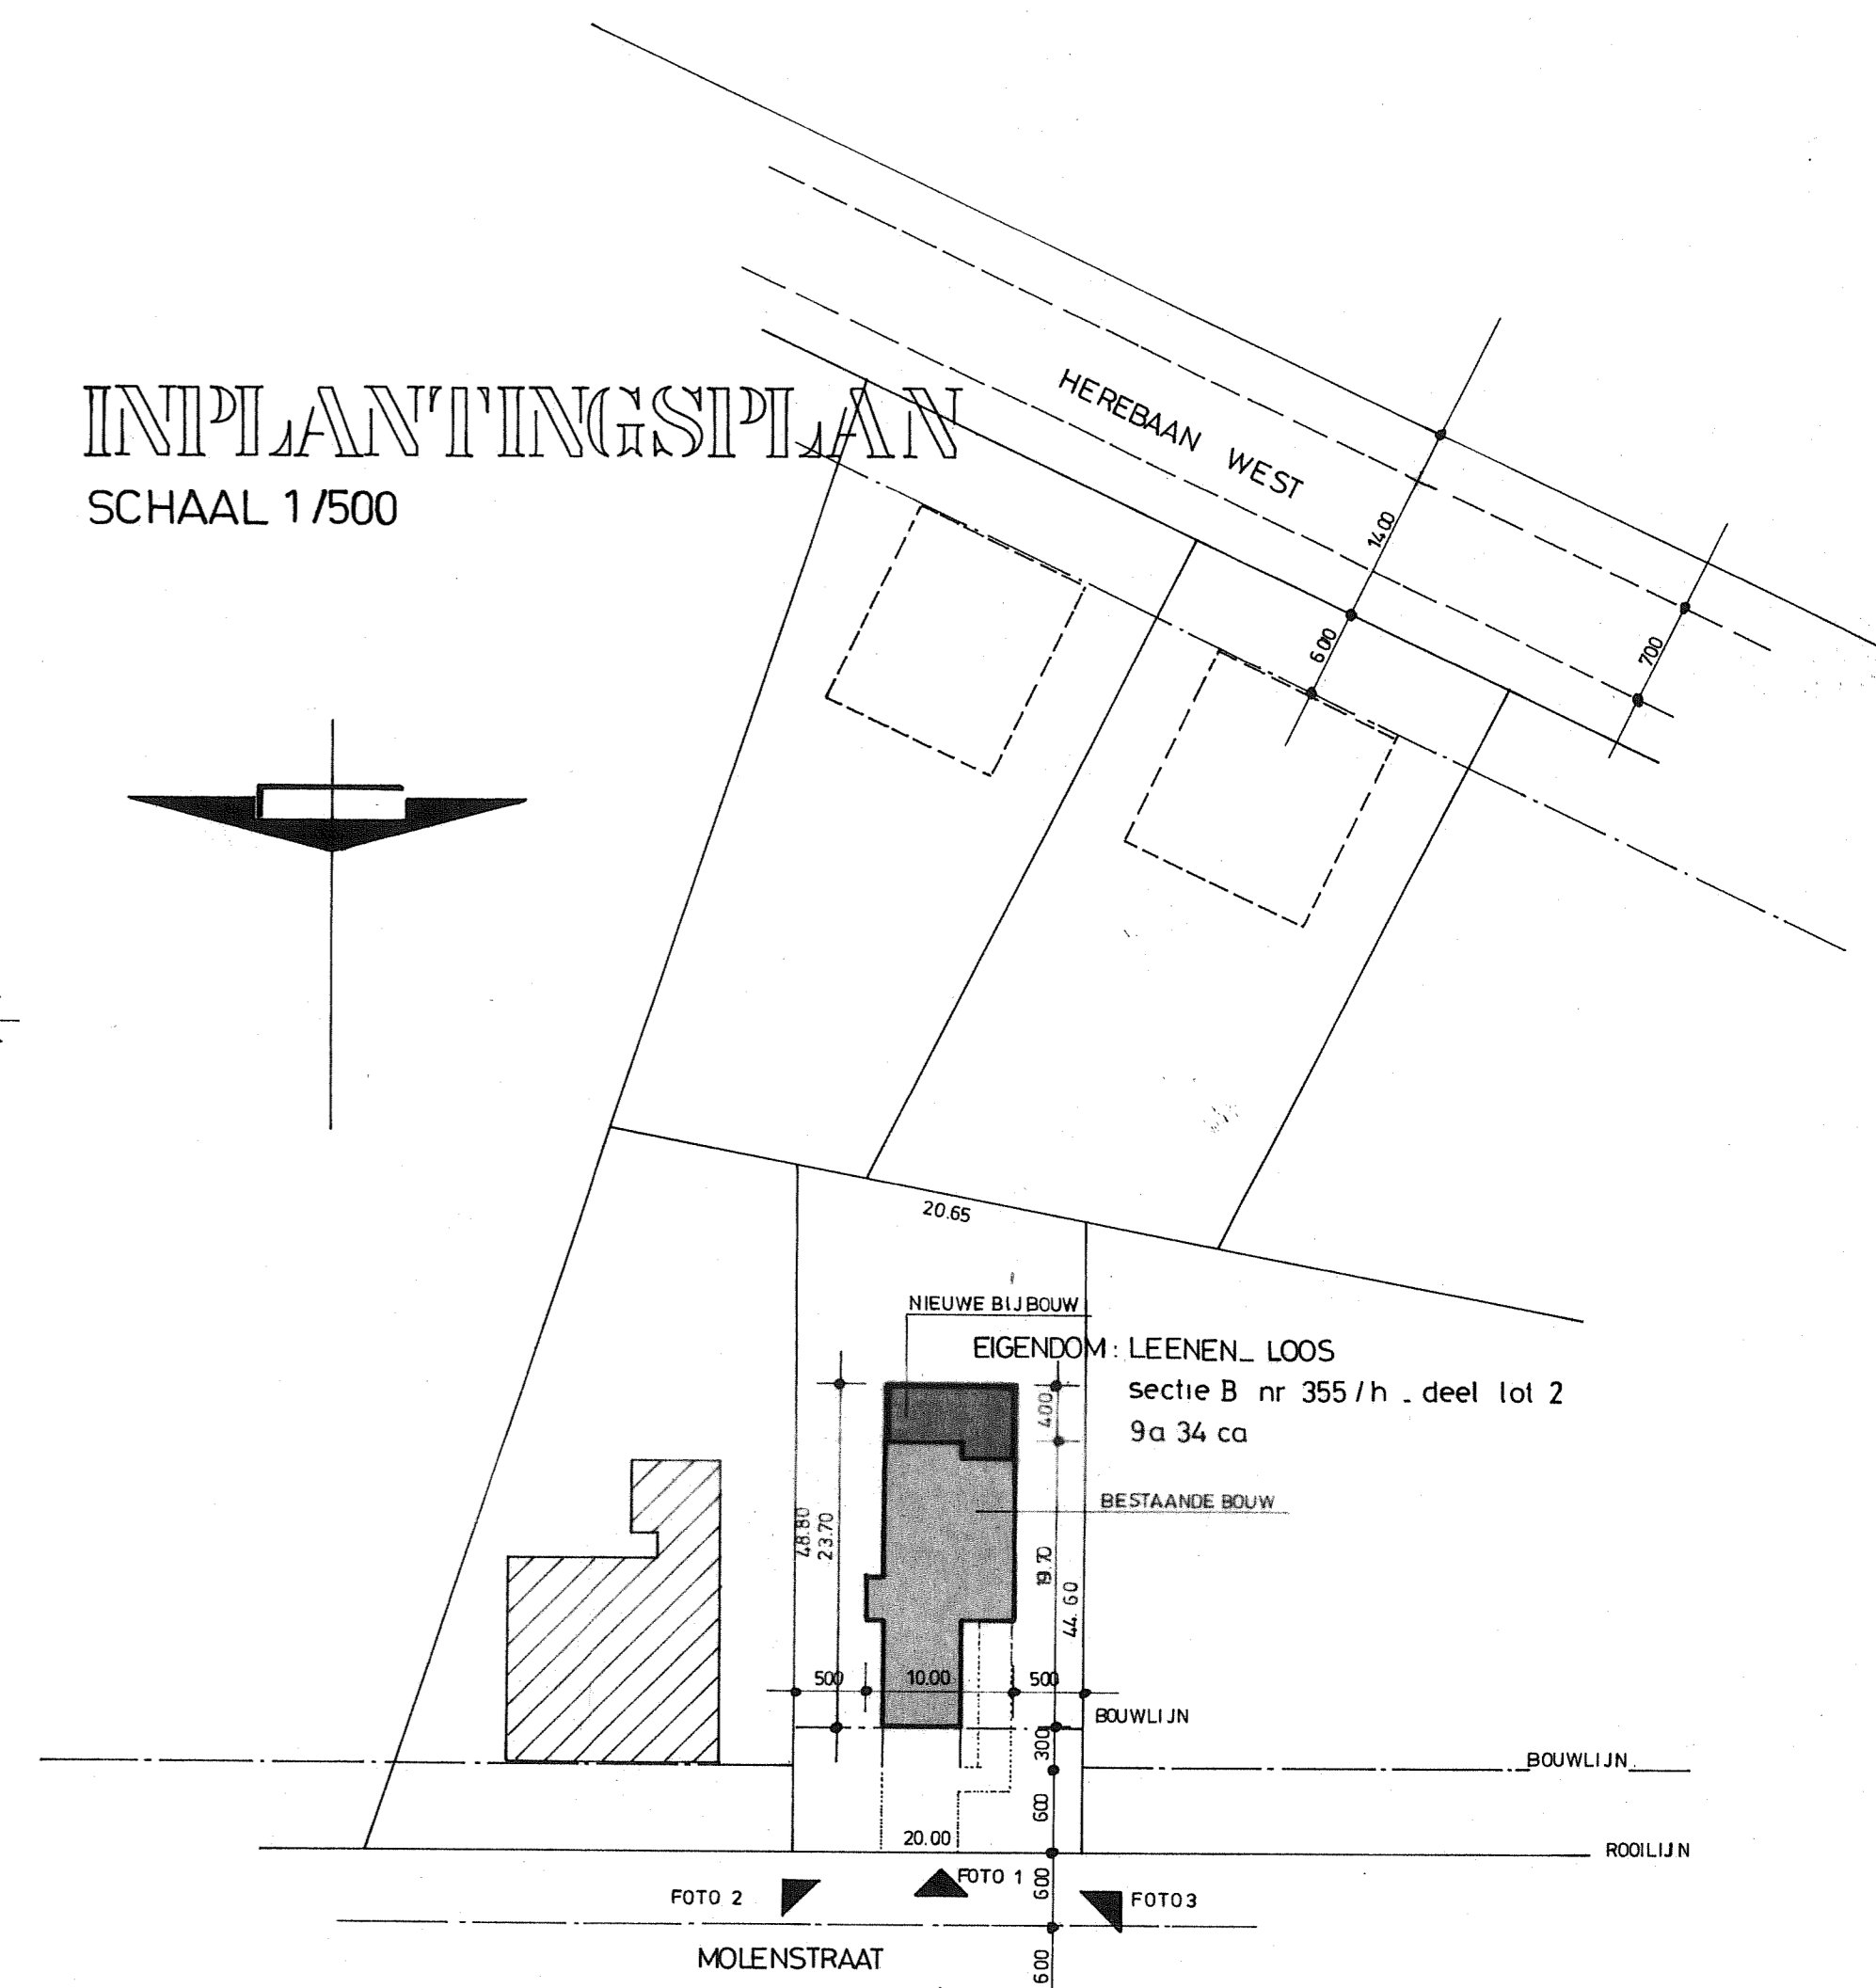 INPLANTINGSPLAN
SCHAAL 1/500
HEREBAAN WEST
1400
600
700
20.65
NIEUWE BIJBOUW
EIGENDOM: LEENEN_ LOOS
sectie B nr 355/h _ deel lot 2
9a 34 ca
400
BESTAANDE BOUW
48.80
23.70
19.70
44.60
500
10.00
500
BOUWLIJN
300
BOUWLIJN
600
20.00
ROOILIJN
FOTO 1
600
FOTO 2
FOTO3
MOLENSTRAAT
600